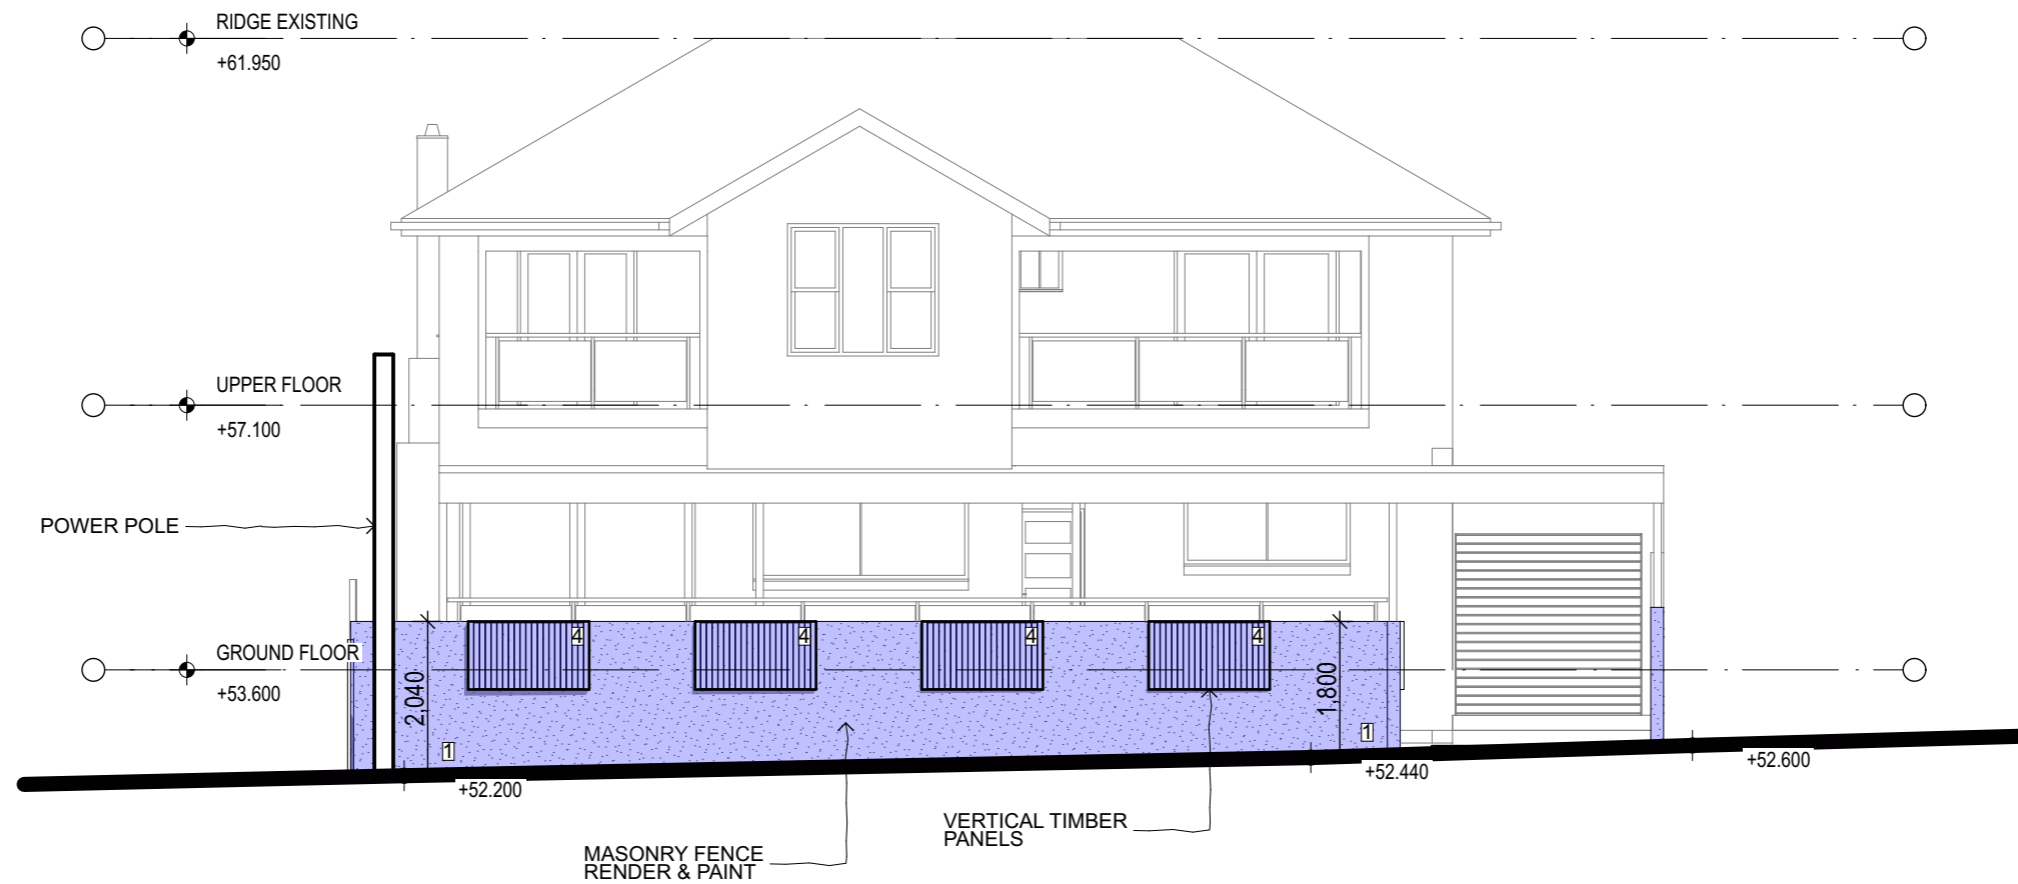 RIDGE EXISTING
+61.950
UPPER FLOOR
+57.100
POWER POLE
GROUND FLOOR
+53.600
2,040
1,800
4
4
4
4
1
1
+52.200
+52.440
+52.600
VERTICAL TIMBER
PANELS
MASONRY FENCE
RENDER & PAINT